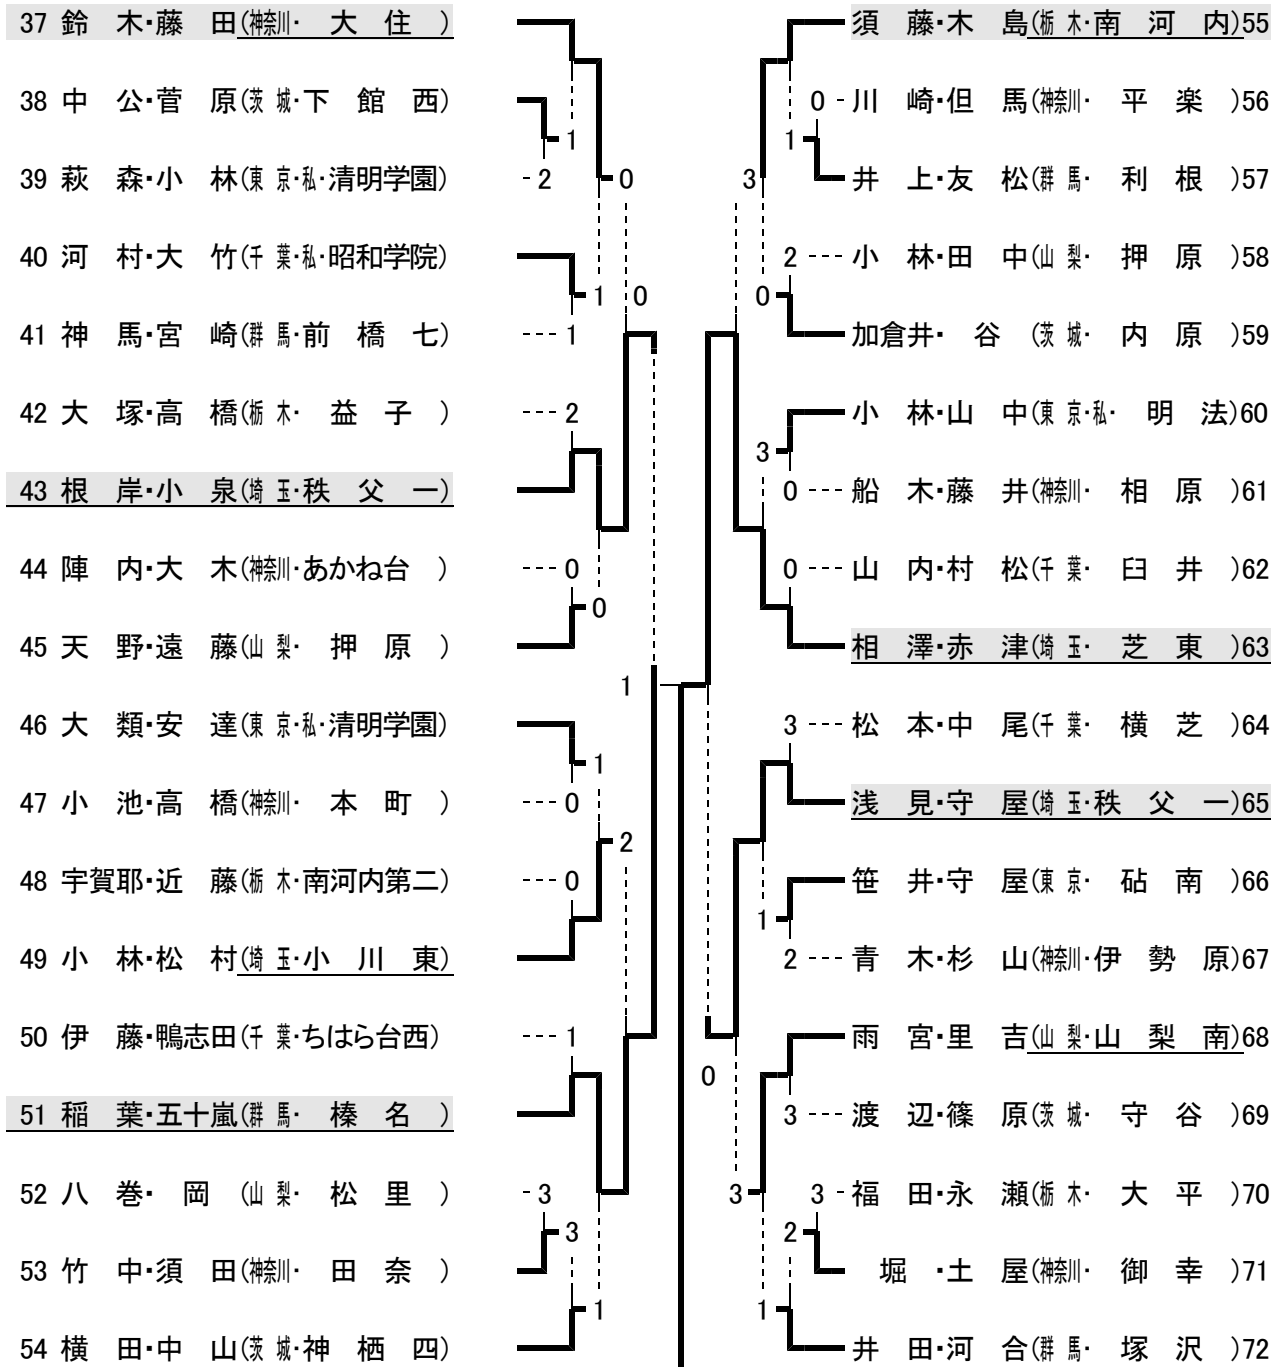 37 鈴 木・藤 田(神奈川・ 大 住 )
38 中 公・菅 原(茨 城・下 館 西)
1
39 萩 森・小 林(東 京・私・清明学園)
2
0
40 河 村・大 竹(千 葉・私・昭和学院)
1 0
41 神 馬・宮 崎(群 馬・前 橋 七)
1
42 大 塚・高 橋(栃 木・ 益 子 )
2
43 根 岸・小 泉(埼 玉・秩 父 一)
44 陣 内・大 木(神奈川・あかね台 )
0
0
45 天 野・遠 藤(山 梨・ 押 原 )
1
46 大 類・安 達(東 京・私・清明学園)
1
47 小 池・高 橋(神奈川・ 本 町 )
0
2
48 宇賀耶・近 藤(栃 木・南河内第二)
0
49 小 林・松 村(埼 玉・小 川 東)
50 伊 藤・鴨志田(千 葉・ちはら台西)
1
51 稲 葉・五十嵐(群 馬・ 榛 名 )
52 八 巻・ 岡 (山 梨・ 松 里 )
3
3
53 竹 中・須 田(神奈川・ 田 奈 )
1
54 横 田・中 山(茨 城・神 栖 四)
須 藤・木 島(栃 木・南 河 内)55
0
川 崎・但 馬(神奈川・ 平 楽 )56
1
3
井 上・友 松(群 馬・ 利 根 )57
2
小 林・田 中(山 梨・ 押 原 )58
0
加倉井・ 谷 (茨 城・ 内 原 )59
小 林・山 中(東 京・私・ 明 法)60
3
0
船 木・藤 井(神奈川・ 相 原 )61
0
山 内・村 松(千 葉・ 臼 井 )62
相 澤・赤 津(埼 玉・ 芝 東 )63
3
松 本・中 尾(千 葉・ 横 芝 )64
浅 見・守 屋(埼 玉・秩 父 一)65
笹 井・守 屋(東 京・ 砧 南 )66
1
2
青 木・杉 山(神奈川・伊 勢 原)67
雨 宮・里 吉(山 梨・山 梨 南)68
0
3
渡 辺・篠 原(茨 城・ 守 谷 )69
3
3
福 田・永 瀬(栃 木・ 大 平 )70
2
堀 ・土 屋(神奈川・ 御 幸 )71
1
井 田・河 合(群 馬・ 塚 沢 )72